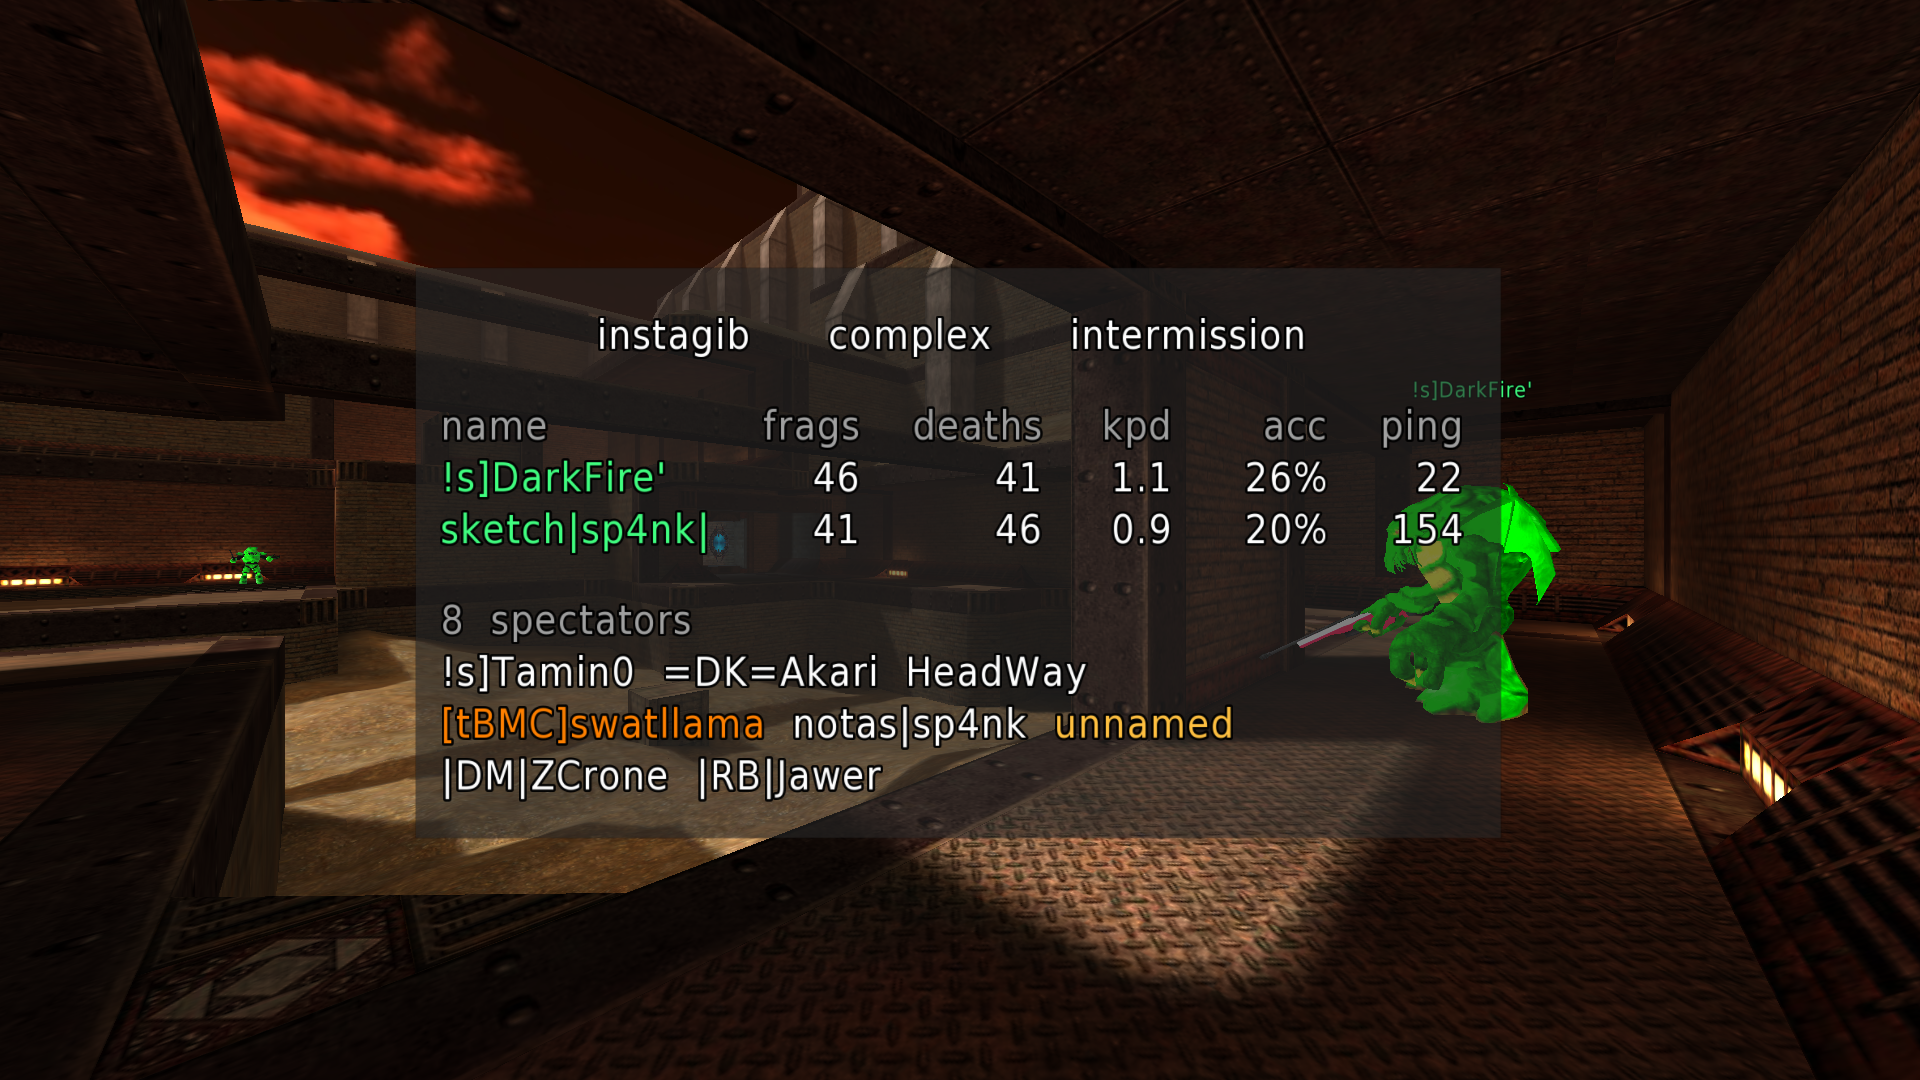 instagib complex intermission
!s]DarkFire'
name frags deaths kpd acc ping
!s]DarkFire' 46 41 1.1 26% 22
sketch|sp4nk| 41 46 0.9 20% 154
8 spectators
!s]Tamin0 =DK=Akari HeadWay
[tBMC]swatllama notas|sp4nk unnamed
|DM|ZCrone |RB|Jawer